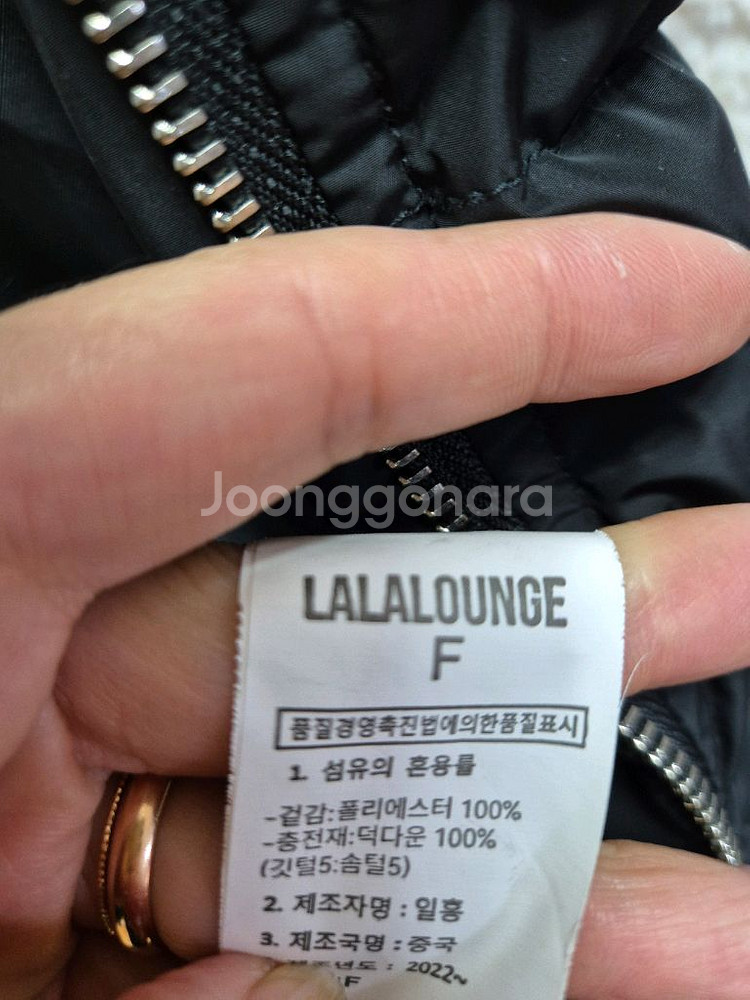 Joonggonara
LALALOUNGE
F
품질경영촉진법에의한품질표시
1. 섬유의 혼용률
-겉감:폴리에스터 100%
-충전재:덕다운 100%
(깃털5:솜털5)
2. 제조자명 : 일흥
3. 제조국명 : 중국
: 2022~